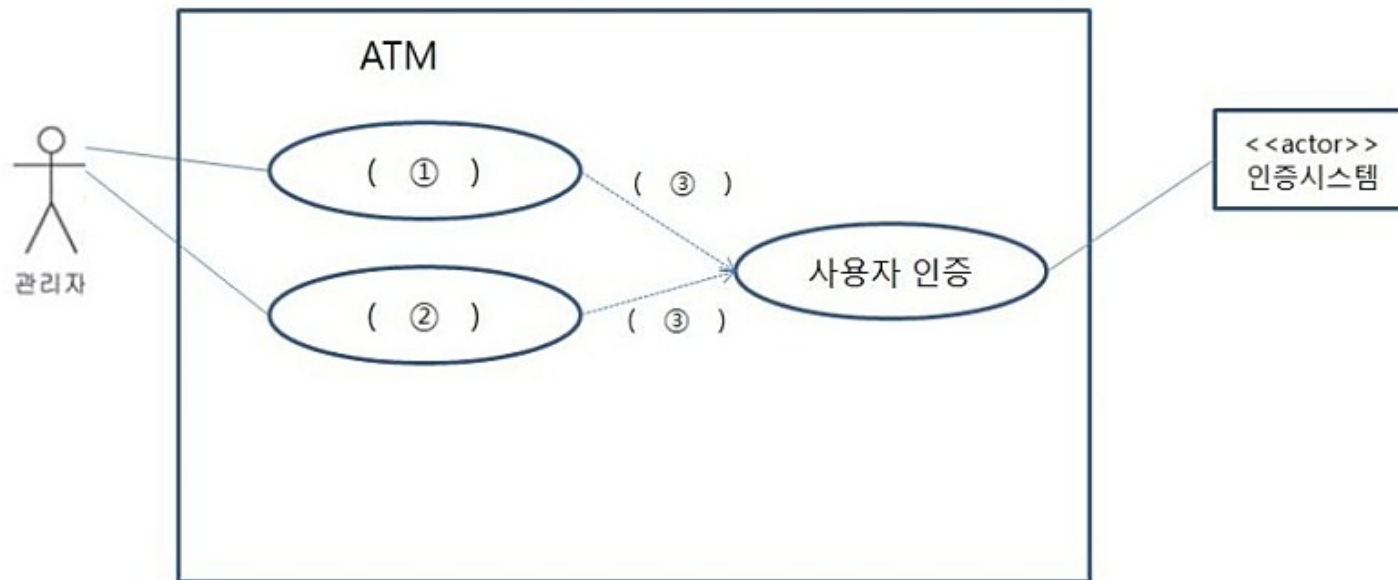 ATM
( ① )
( ③ )
<<actor>>
인증시스템
관리자
사용자 인증
( ② )
( ③ )